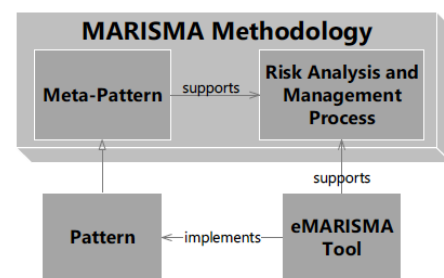 MARISMA Methodology
Meta-Pattern
supports
Risk Analysis and
Management
Process
supports
Pattern
implements
eMARISMA
Tool